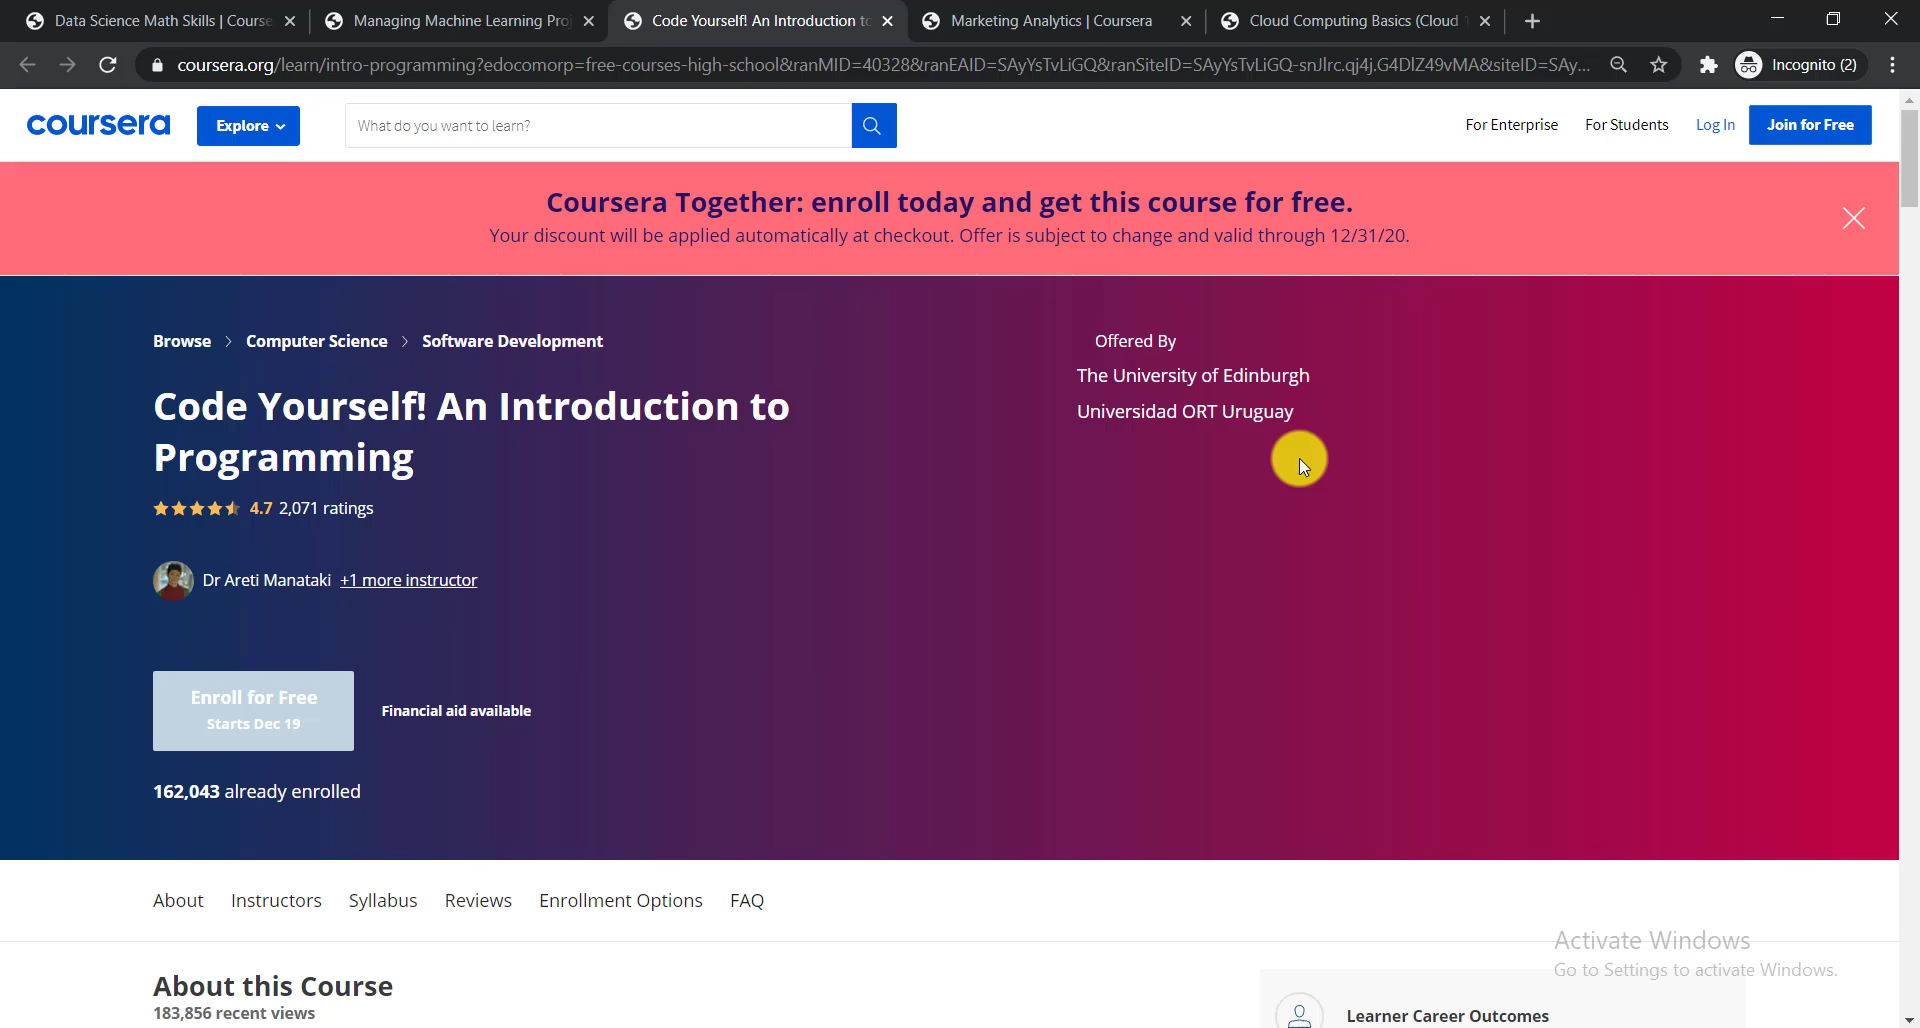 Data Science Math Skills | Course
Managing Machine Learning Proj
Code Yourself! An Introduction to
Marketing Analytics | Coursera
Cloud Computing Basics (Cloud 1
coursera.org/learn/intro-programming?edocomorp=free-courses-high-school&ranMID=40328&ranEAID=SAyYsTvLiGQ&ranSiteID=SAyYsTvLiGQ-snJlrc.qj4j.G4DlZ49vMA&siteID=SAy...
Incognito (2)
coursera
Explore
What do you want to learn?
For Enterprise
For Students
Log In
Join for Free
Coursera Together: enroll today and get this course for free.
Your discount will be applied automatically at checkout. Offer is subject to change and valid through 12/31/20.
Browse > Computer Science > Software Development
Offered By
The University of Edinburgh
Universidad ORT Uruguay
Code Yourself! An Introduction to
Programming
4.7 2,071 ratings
Dr Areti Manataki +1 more instructor
Enroll for Free
Starts Dec 19
Financial aid available
162,043 already enrolled
About Instructors Syllabus Reviews Enrollment Options FAQ
Activate Windows
Go to Settings to activate Windows.
About this Course
183,856 recent views
Learner Career Outcomes